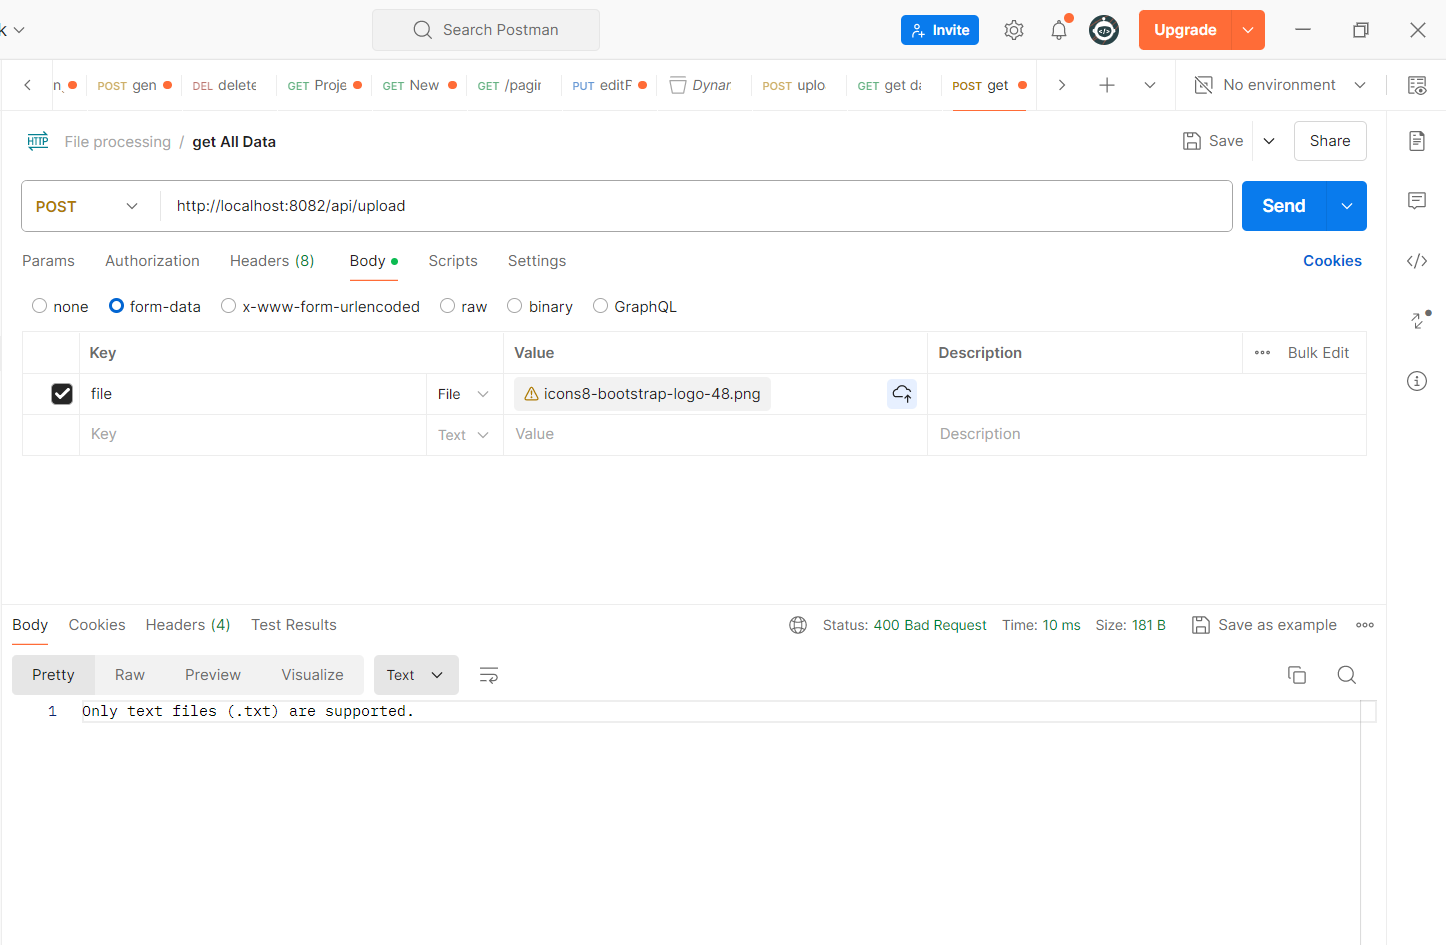 k
Search Postman
Invite
Upgrade
n,
POST gen
DEL delete
GET Proje
GET New
GET /pagin
PUT editF
Dynar
POST uplo
GET get da
POST get
No environment
HTTP
File processing / get All Data
Save
Share
POST
http://localhost:8082/api/upload
Send
Params
Authorization
Headers (8)
Body
Scripts
Settings
Cookies
none
form-data
x-www-form-urlencoded
raw
binary
GraphQL
Key
Value
Description
Bulk Edit
file
File
icons8-bootstrap-logo-48.png
Key
Text
Value
Description
Body
Cookies
Headers (4)
Test Results
Status: 400 Bad Request
Time: 10 ms
Size: 181 B
Save as example
Pretty
Raw
Preview
Visualize
Text
1 Only text files (.txt) are supported.